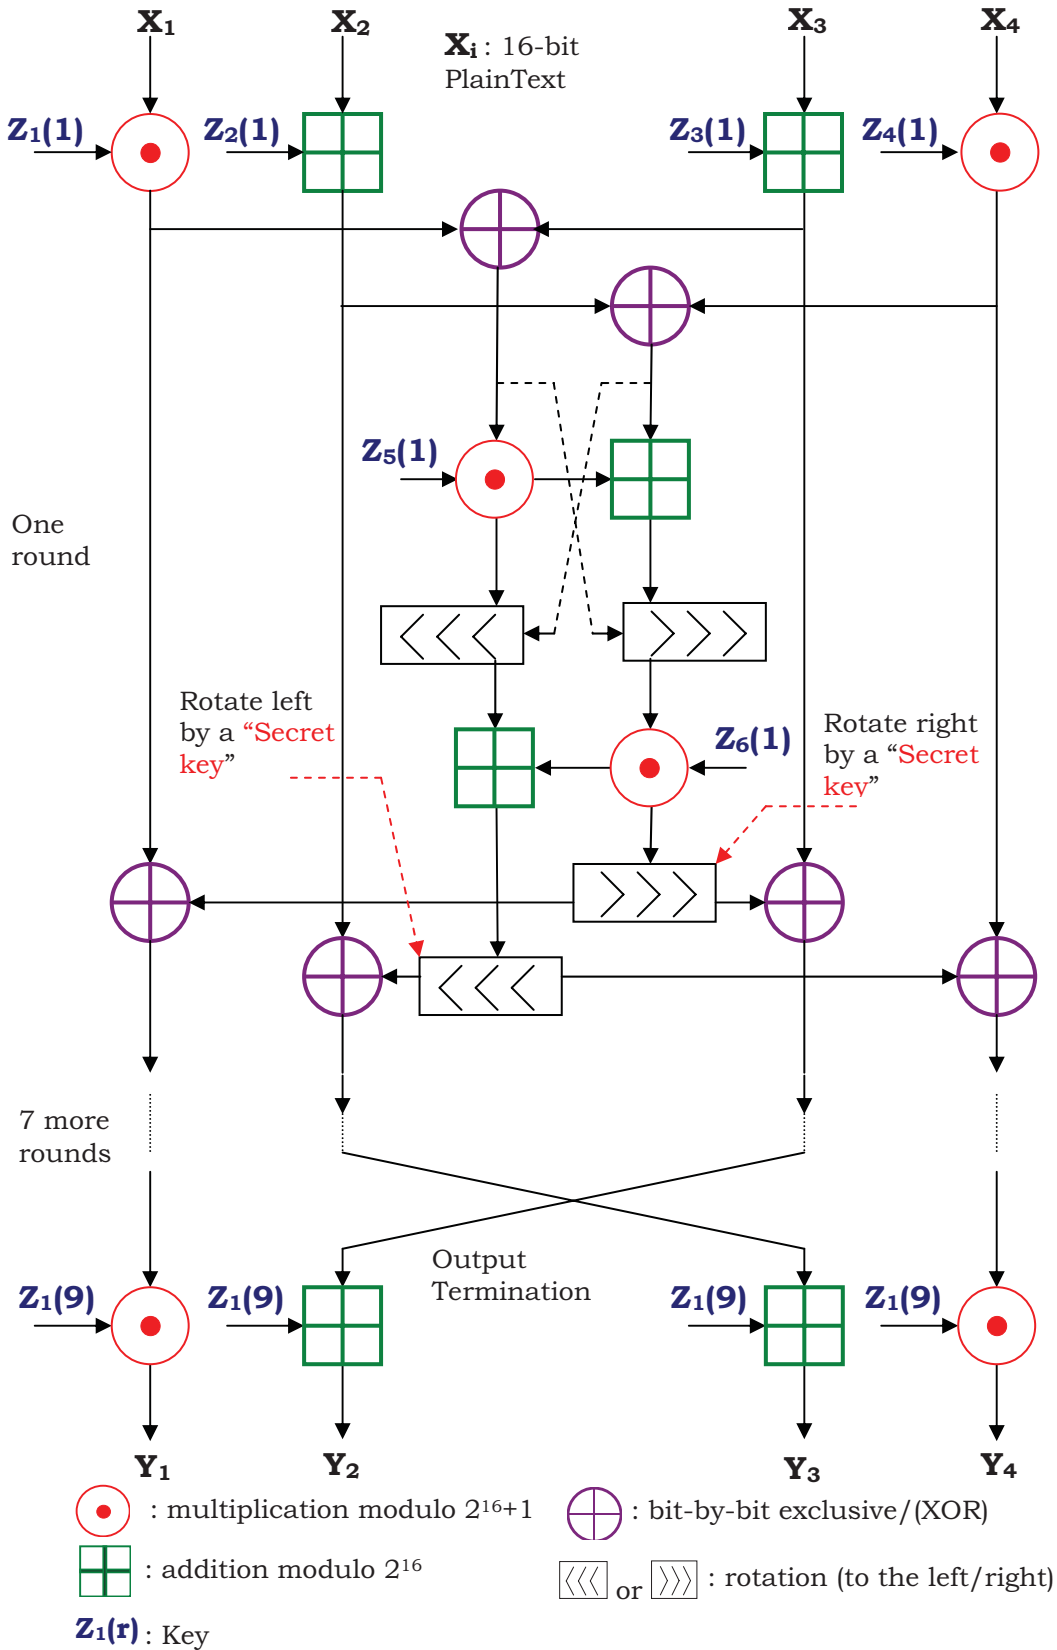 X₁ X₂ X₃ X₄
Xᵢ : 16-bit
PlainText
Z₁(1) Z₂(1) Z₃(1) Z₄(1)
Z₅(1)
One
round
Rotate left
by a “Secret
key”
Z₆(1)
Rotate right
by a “Secret
key”
7 more
rounds
Output
Termination
Z₁(9) Z₁(9) Z₁(9) Z₁(9)
Y₁ Y₂ Y₃ Y₄
: multiplication modulo 2¹⁶⁺¹
: bit-by-bit exclusive/(XOR)
: addition modulo 2¹⁶
or : rotation (to the left/right)
Z₁(r) : Key